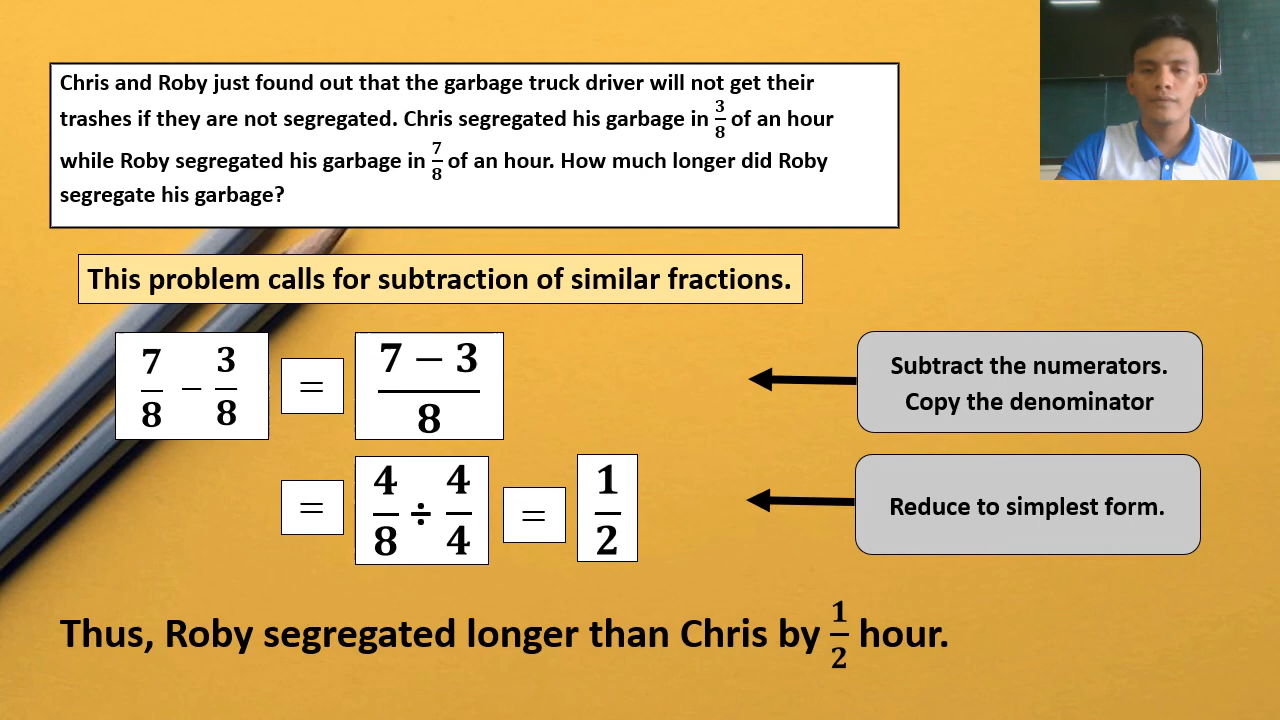 Chris and Roby just found out that the garbage truck driver will not get their
trashes if they are not segregated. Chris segregated his garbage in 3/8 of an hour
while Roby segregated his garbage in 7/8 of an hour. How much longer did Roby
segregate his garbage?
This problem calls for subtraction of similar fractions.
7/8 − 3/8 = (7 − 3)/8
Subtract the numerators.
Copy the denominator
= 4/8 ÷ 4/4 = 1/2
Reduce to simplest form.
Thus, Roby segregated longer than Chris by 1/2 hour.